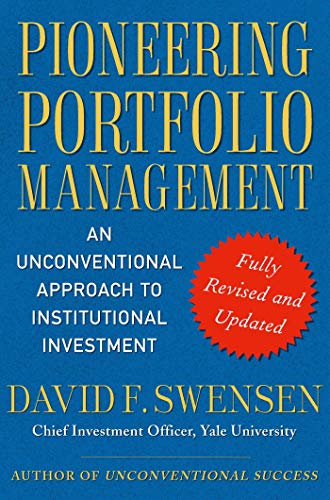 PIONEERING
PORTFOLIO
MANAGEMENT
AN
UNCONVENTIONAL
APPROACH TO
INSTITUTIONAL
INVESTMENT
Fully
Revised and
Updated
DAVID F. SWENSEN
Chief Investment Officer, Yale University
AUTHOR OF UNCONVENTIONAL SUCCESS